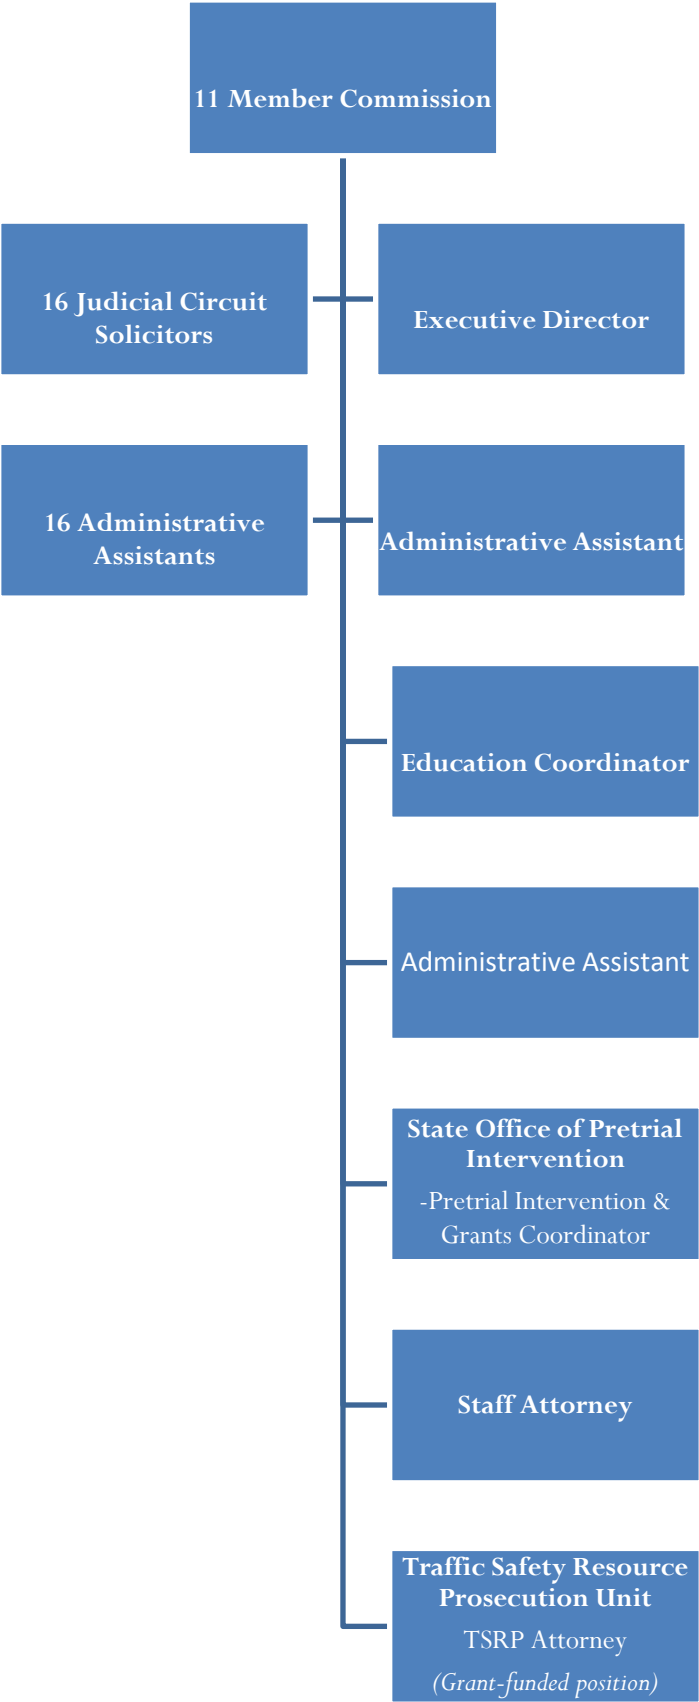 11 Member Commission
16 Judicial Circuit
Solicitors
Executive Director
16 Administrative
Assistants
Administrative Assistant
Education Coordinator
Administrative Assistant
State Office of Pretrial
Intervention
-Pretrial Intervention &
Grants Coordinator
Staff Attorney
Traffic Safety Resource
Prosecution Unit
TSRP Attorney
(Grant-funded position)